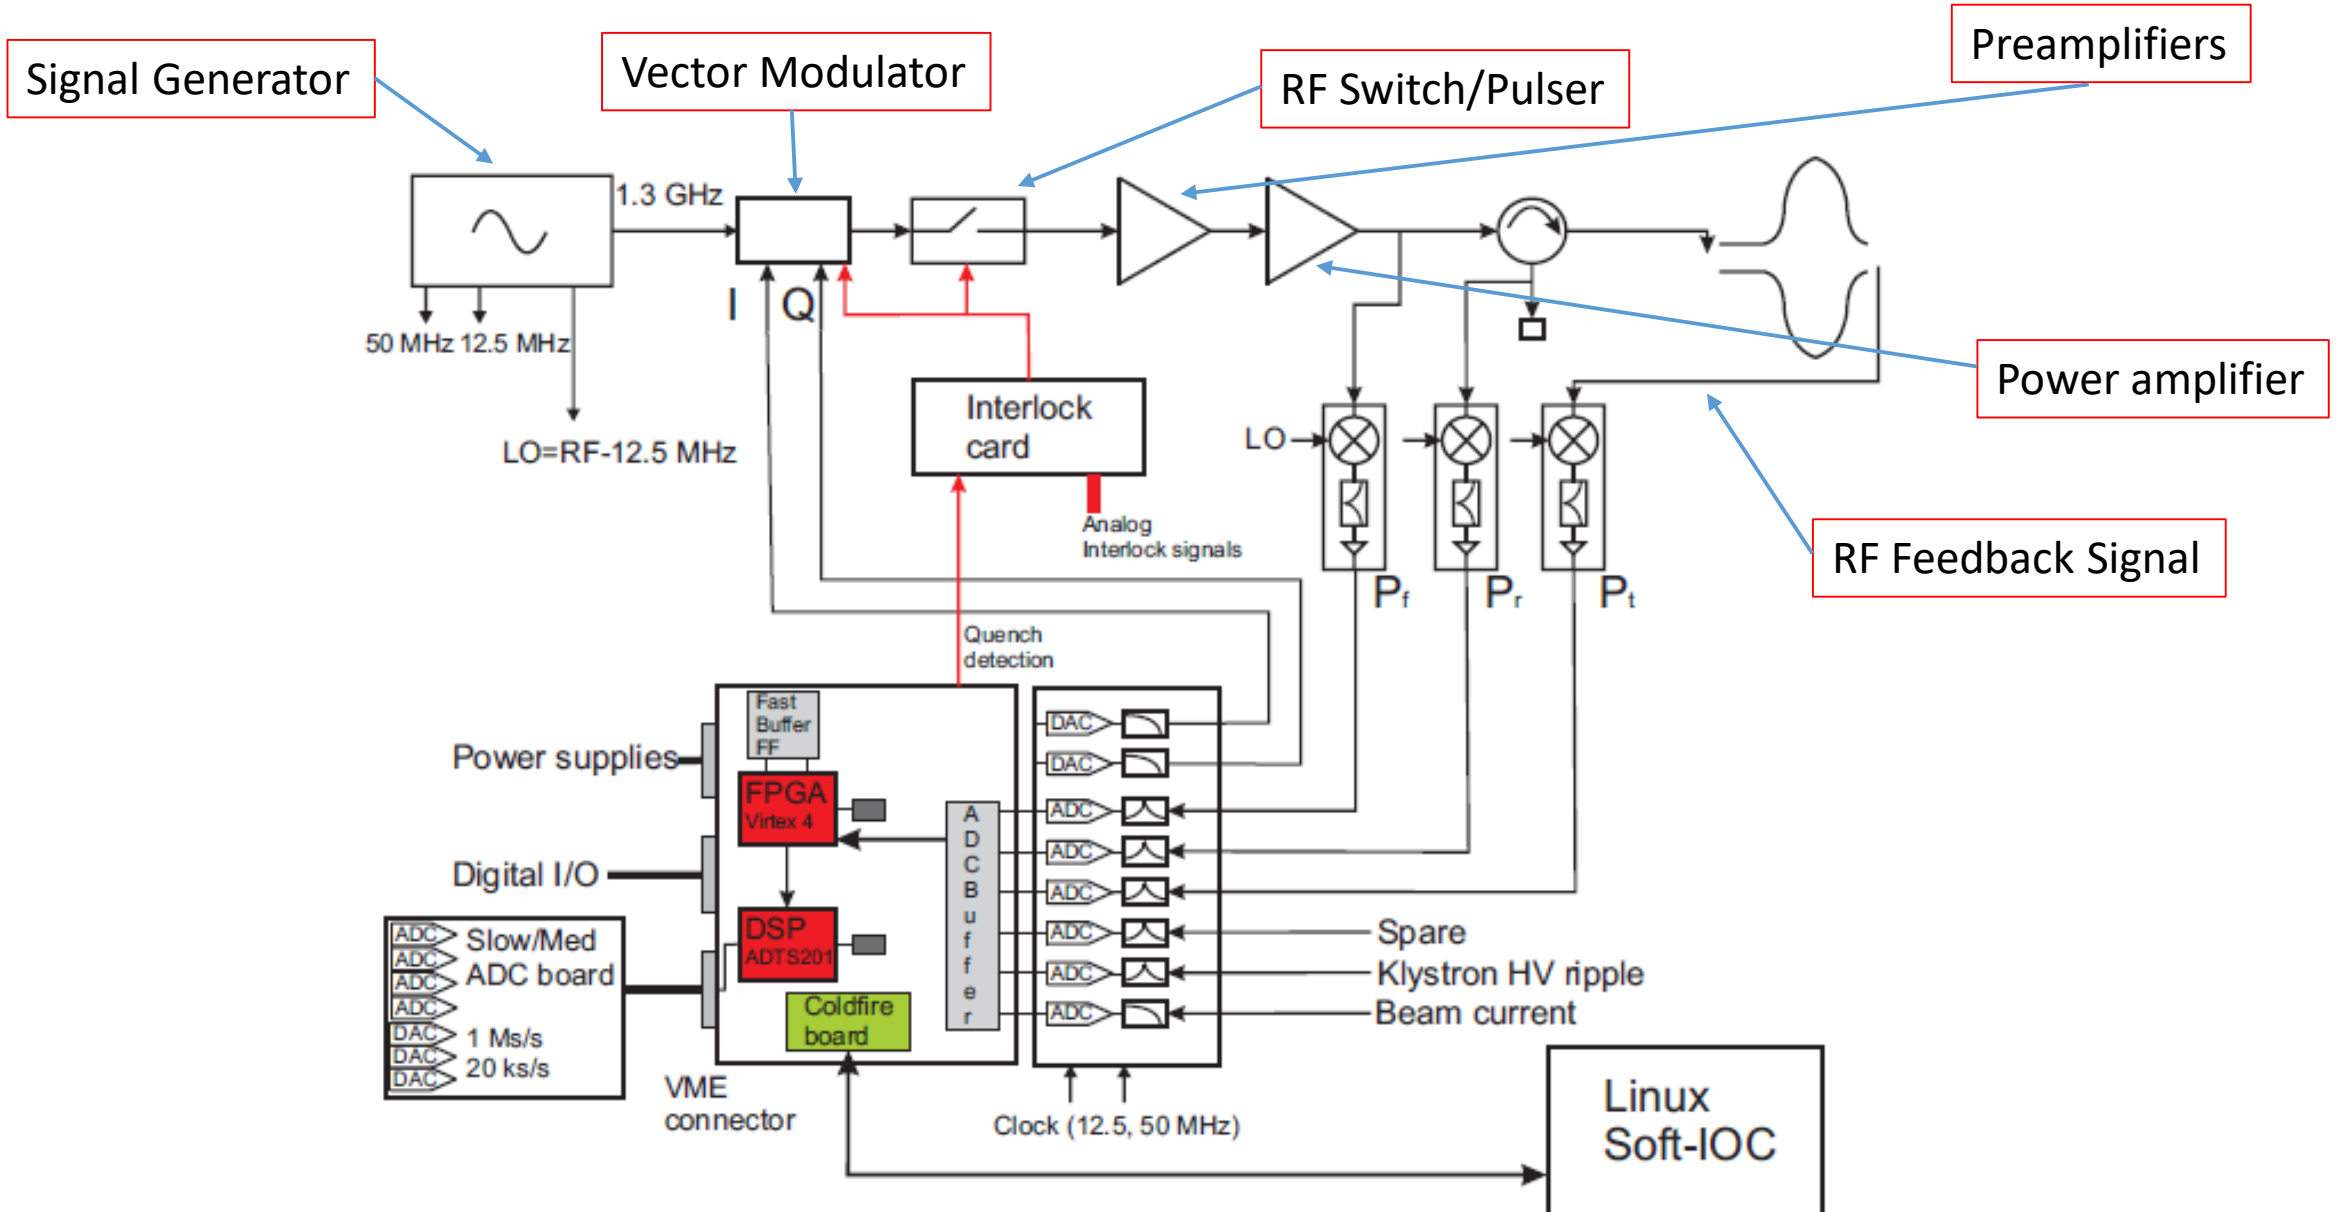 Preamplifiers
Signal Generator
Vector Modulator
RF Switch/Pulser
1.3 GHz
I
Q
50 MHz
12.5 MHz
LO=RF-12.5 MHz
Interlock
card
Analog
Interlock signals
LO
Power amplifier
RF Feedback Signal
Pf
Pr
Pt
Quench
detection
Fast
Buffer
FF
FPGA
Virtex 4
DSP
ADTS201
Coldfire
board
ADC Buffer
DAC
DAC
ADC
ADC
ADC
ADC
ADC
ADC
Power supplies
Digital I/O
ADC
ADC
ADC
ADC
DAC
DAC
DAC
Slow/Med
ADC board
1 Ms/s
20 ks/s
Spare
Klystron HV ripple
Beam current
VME
connector
Clock (12.5, 50 MHz)
Linux
Soft-IOC